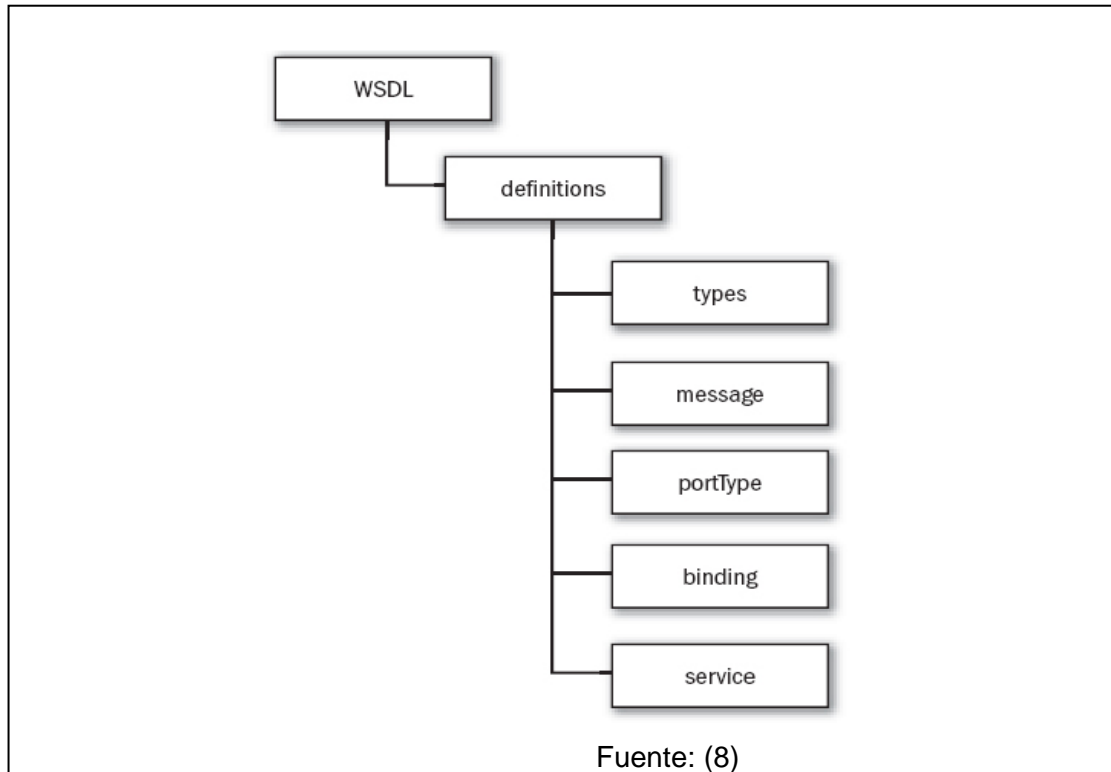 WSDL
definitions
types
message
portType
binding
service
Fuente: (8)